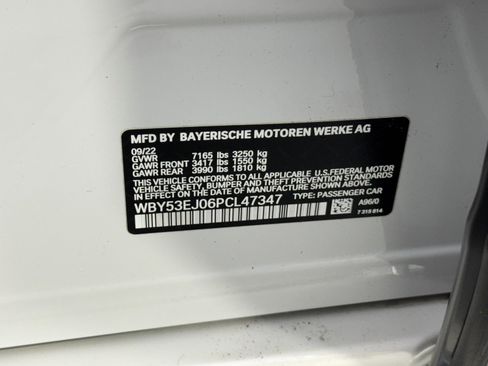 MFD BY BAYERISCHE MOTOREN WERKE AG
09/22
GVWR 7165 lbs 3250 kg
GAWR FRONT 3417 lbs 1550 kg
GAWR REAR 3990 lbs 1810 kg
THIS VEHICLE CONFORMS TO ALL APPLICABLE U.S.FEDERAL MOTOR
VEHICLE SAFETY, BUMPER, AND THEFT PREVENTION STANDARDS IN
EFFECT ON THE DATE OF MANUFACTURE SHOWN ABOVE.
TYPE: PASSENGER CAR
WBY53EJ06PCL47347
A96/0
7 315 814